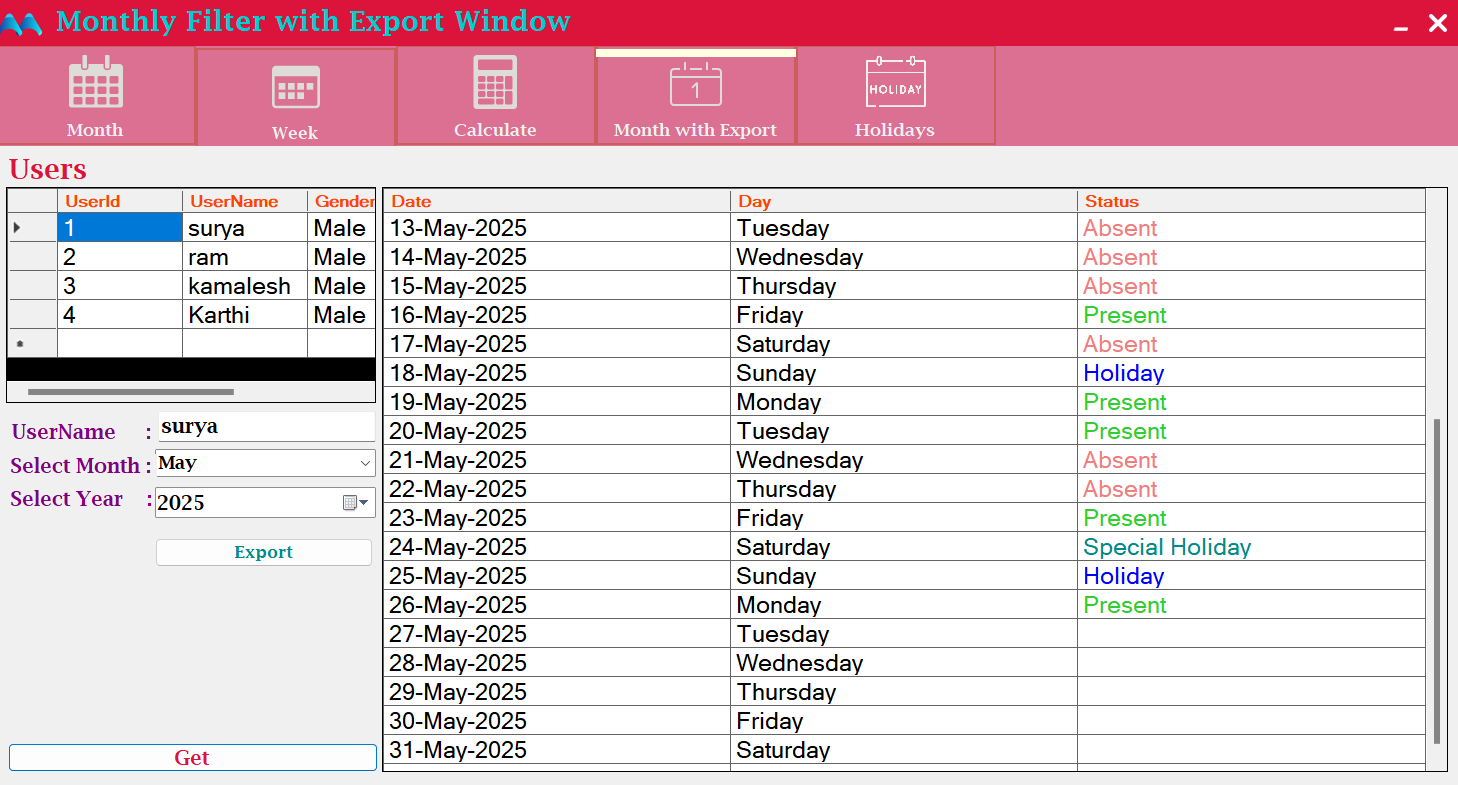 Monthly Filter with Export Window
Month
Week
Calculate
1
Month with Export
HOLIDAY
Holidays
Users
UserId UserName Gender
1 surya Male
2 ram Male
3 kamalesh Male
4 Karthi Male
UserName : surya
Select Month : May
Select Year : 2025
Export
Get
Date Day Status
13-May-2025 Tuesday Absent
14-May-2025 Wednesday Absent
15-May-2025 Thursday Absent
16-May-2025 Friday Present
17-May-2025 Saturday Absent
18-May-2025 Sunday Holiday
19-May-2025 Monday Present
20-May-2025 Tuesday Present
21-May-2025 Wednesday Absent
22-May-2025 Thursday Absent
23-May-2025 Friday Present
24-May-2025 Saturday Special Holiday
25-May-2025 Sunday Holiday
26-May-2025 Monday Present
27-May-2025 Tuesday
28-May-2025 Wednesday
29-May-2025 Thursday
30-May-2025 Friday
31-May-2025 Saturday